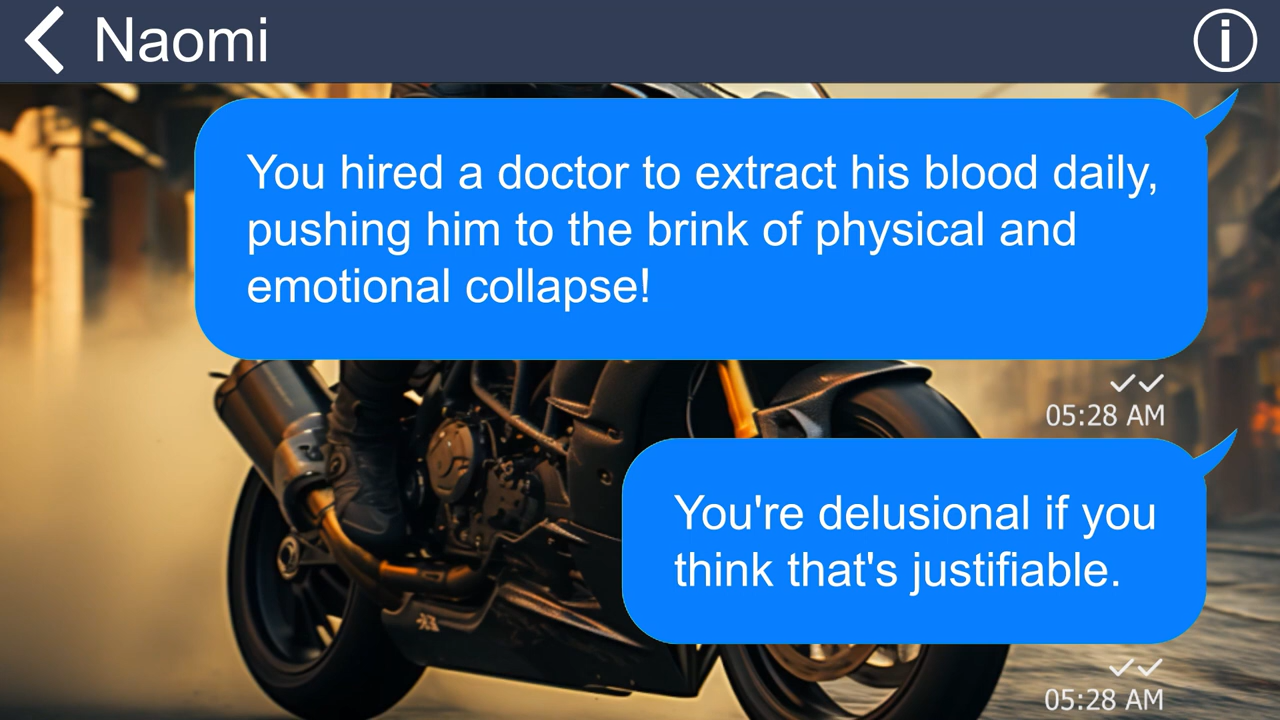 Naomi
You hired a doctor to extract his blood daily,
pushing him to the brink of physical and
emotional collapse!
05:28 AM
You're delusional if you
think that's justifiable.
05:28 AM